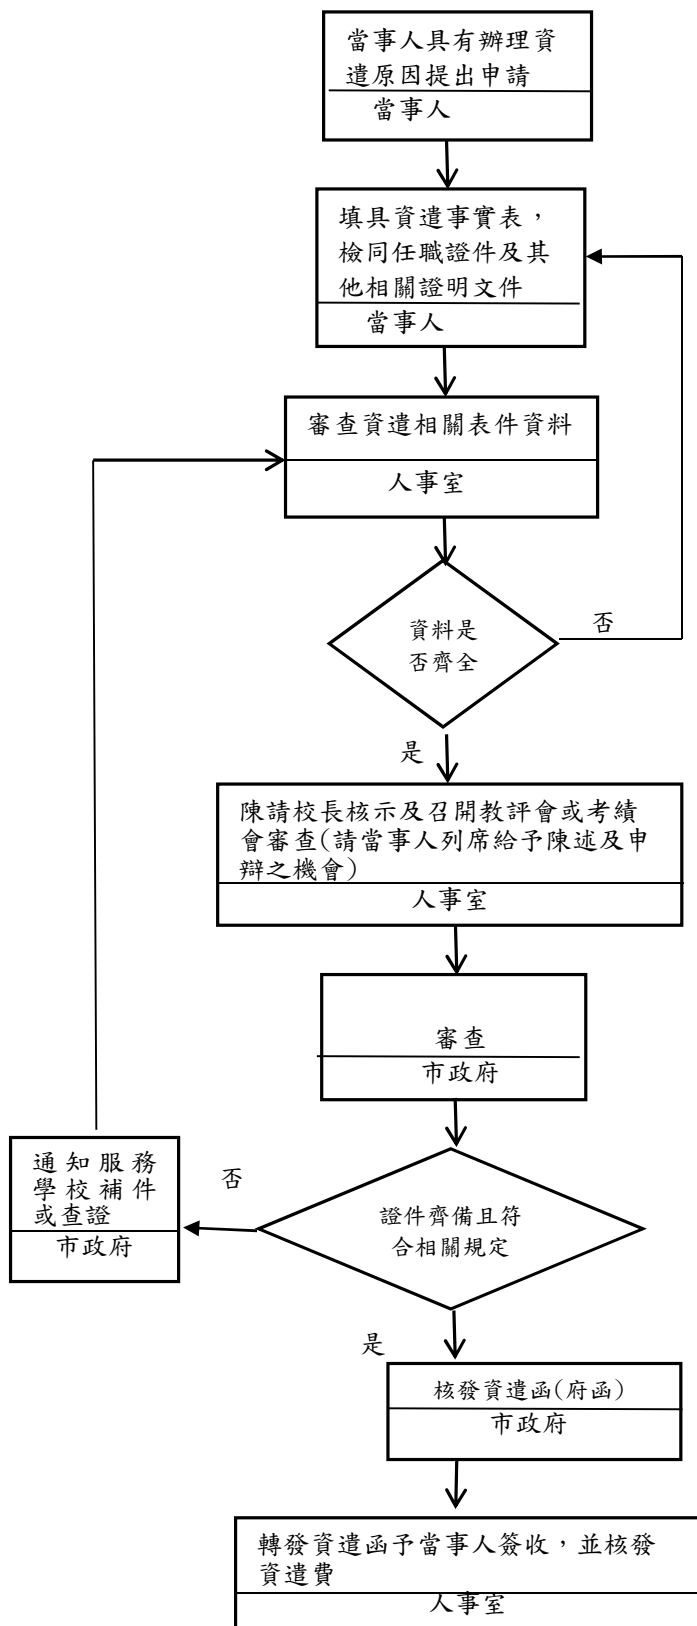 當事人具有辦理資
遣原因提出申請
當事人
填具資遣事實表，
檢同任職證件及其
他相關證明文件
當事人
審查資遣相關表件資料
人事室
資料是
否齊全
否
是
陳請校長核示及召開教評會或考績
會審查(請當事人列席給予陳述及申
辯之機會)
人事室
審查
市政府
證件齊備且符
合相關規定
否
通知服務
學校補件
或查證
市政府
是
核發資遣函(府函)
市政府
轉發資遣函予當事人簽收，並核發
資遣費
人事室